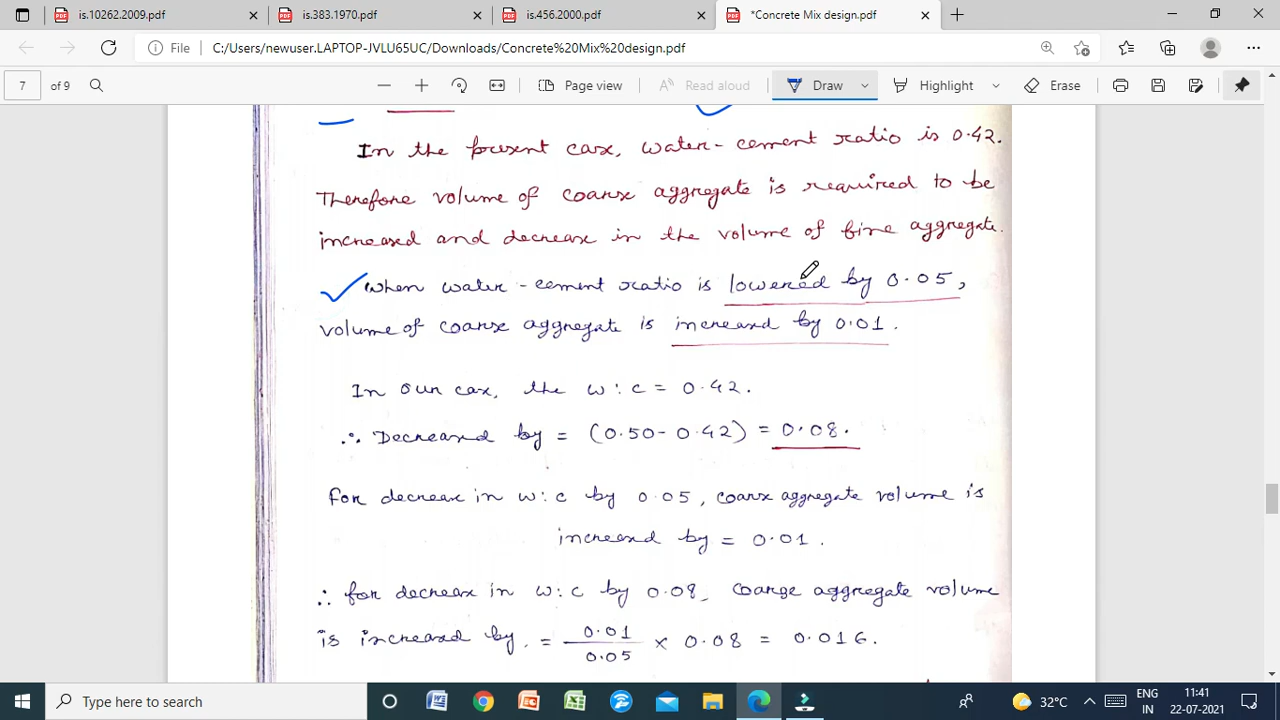 is.10262.2009.pdf
is.383.1970.pdf
is.456.2000.pdf
*Concrete Mix design.pdf
File
C:/Users/newuser.LAPTOP-JVLU65UC/Downloads/Concrete%20Mix%20design.pdf
7 of 9
Page view
Read aloud
Draw
Highlight
Erase
In the present case, water-cement ratio is 0.42.
Therefore volume of coarse aggregate is required to be
increased and decrease in the volume of fine aggregate.
When water-cement ratio is lowered by 0.05,
volume of coarse aggregate is increased by 0.01.
In our case, the w:c = 0.42.
∴ Decreased by = (0.50-0.42) = 0.08.
for decrease in w:c by 0.05, coarse aggregate volume is
increased by = 0.01.
∴ for decrease in w:c by 0.08, coarse aggregate volume
is increased by, = 0.01/0.05 × 0.08 = 0.016.
Type here to search
32°C
ENG
IN
11:41
22-07-2021